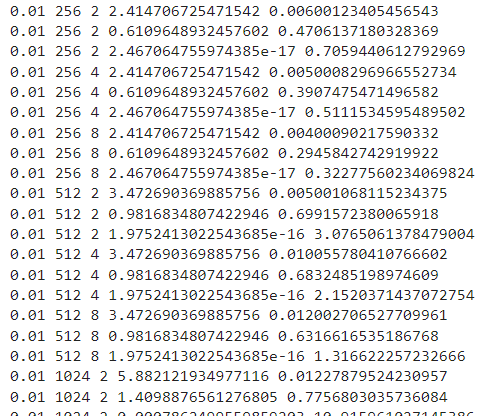 0.01 256 2 2.414706725471542 0.00600123405456543
0.01 256 2 0.6109648932457602 0.4706137180328369
0.01 256 2 2.467064755974385e-17 0.7059440612792969
0.01 256 4 2.414706725471542 0.0050008296966552734
0.01 256 4 0.6109648932457602 0.3907475471496582
0.01 256 4 2.467064755974385e-17 0.5111534595489502
0.01 256 8 2.414706725471542 0.00400090217590332
0.01 256 8 0.6109648932457602 0.2945842742919922
0.01 256 8 2.467064755974385e-17 0.32277560234069824
0.01 512 2 3.472690369885756 0.005001068115234375
0.01 512 2 0.9816834807422946 0.6991572380065918
0.01 512 2 1.9752413022543685e-16 3.0765061378479004
0.01 512 4 3.472690369885756 0.010055780410766602
0.01 512 4 0.9816834807422946 0.6832485198974609
0.01 512 4 1.9752413022543685e-16 2.1520371437072754
0.01 512 8 3.472690369885756 0.012002706527709961
0.01 512 8 0.9816834807422946 0.6316616535186768
0.01 512 8 1.9752413022543685e-16 1.316622257232666
0.01 1024 2 5.882121934977116 0.01227879524230957
0.01 1024 2 1.4098876561276805 0.7756803035736084
0.01 1024 2